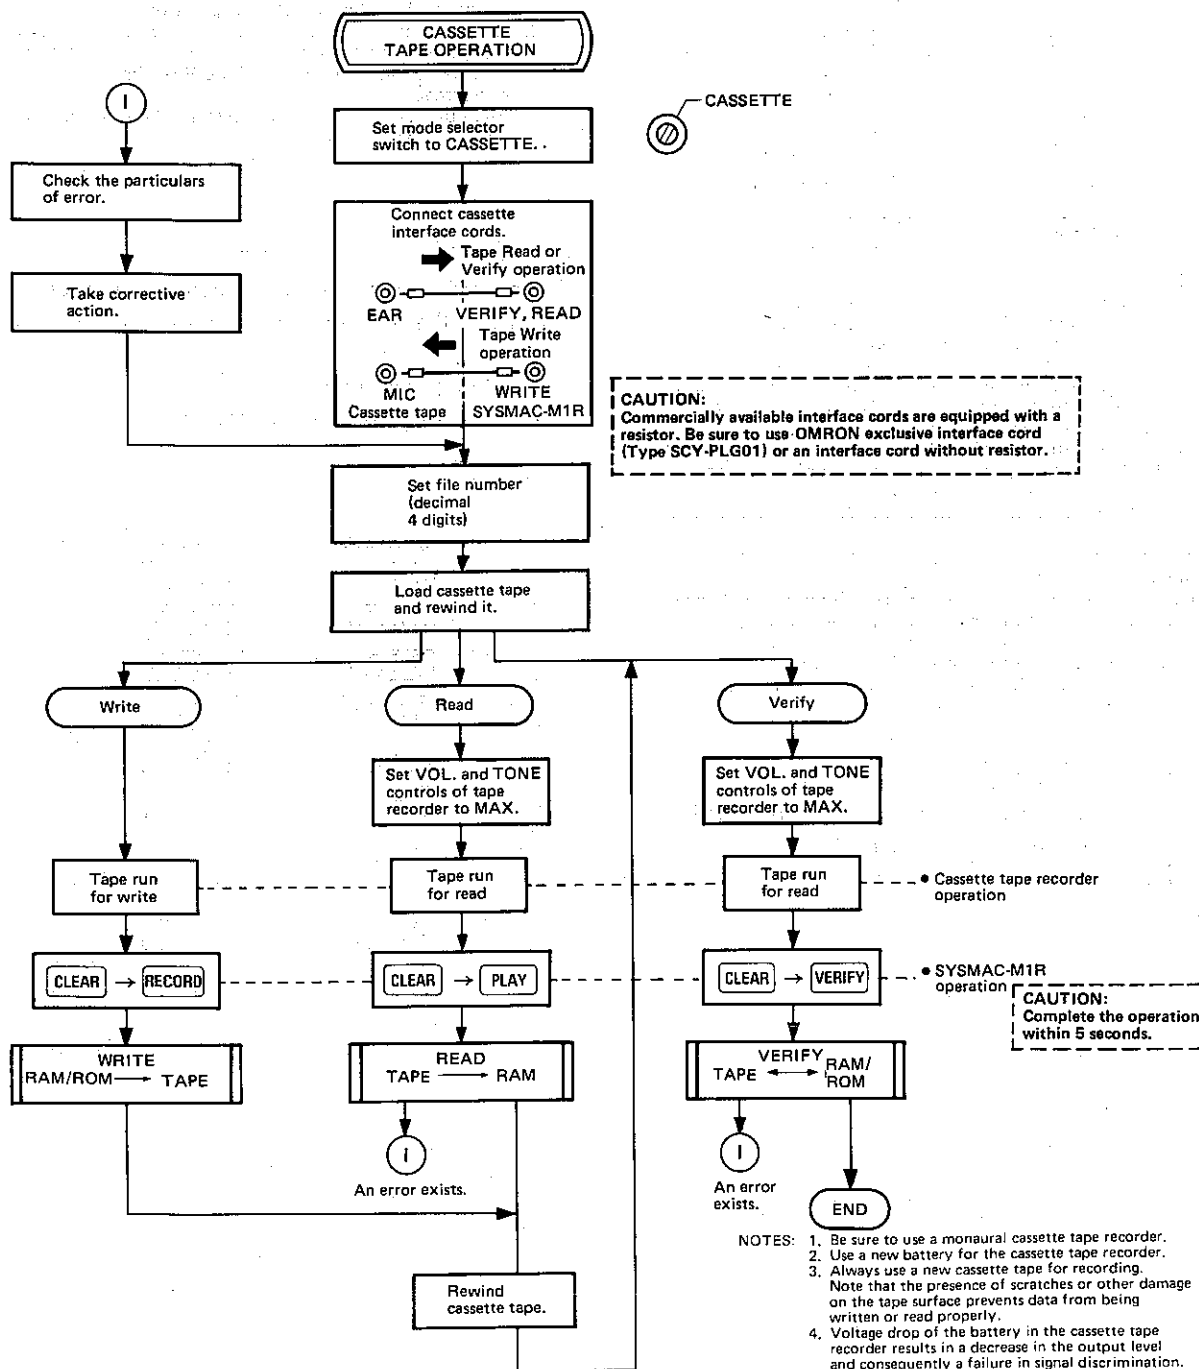 CASSETTE
TAPE OPERATION
I
CASSETTE
Set mode selector
switch to CASSETTE. .
Check the particulars
of error.
Connect cassette
interface cords.
Tape Read or
Verify operation
EAR VERIFY, READ
Take corrective
action.
Tape Write
operation
MIC WRITE
Cassette tape SYSMAC-M1R
CAUTION:
Commercially available interface cords are equipped with a
resistor. Be sure to use OMRON exclusive interface cord
(Type SCY-PLG01) or an interface cord without resistor.
Set file number
(decimal
4 digits)
Load cassette tape
and rewind it.
Write
Read
Verify
Set VOL. and TONE
controls of tape
recorder to MAX.
Set VOL. and TONE
controls of tape
recorder to MAX.
Tape run
for write
Tape run
for read
Tape run
for read
• Cassette tape recorder
operation
CLEAR → RECORD
CLEAR → PLAY
CLEAR → VERIFY
• SYSMAC-M1R
operation
CAUTION:
Complete the operation
within 5 seconds.
WRITE
RAM/ROM → TAPE
READ
TAPE → RAM
VERIFY
TAPE ↔ RAM/
ROM
I
An error exists.
I
An error
exists.
END
Rewind
cassette tape.
NOTES: 1. Be sure to use a monaural cassette tape recorder.
2. Use a new battery for the cassette tape recorder.
3. Always use a new cassette tape for recording.
Note that the presence of scratches or other damage
on the tape surface prevents data from being
written or read properly.
4. Voltage drop of the battery in the cassette tape
recorder results in a decrease in the output level
and consequently a failure in signal discrimination.